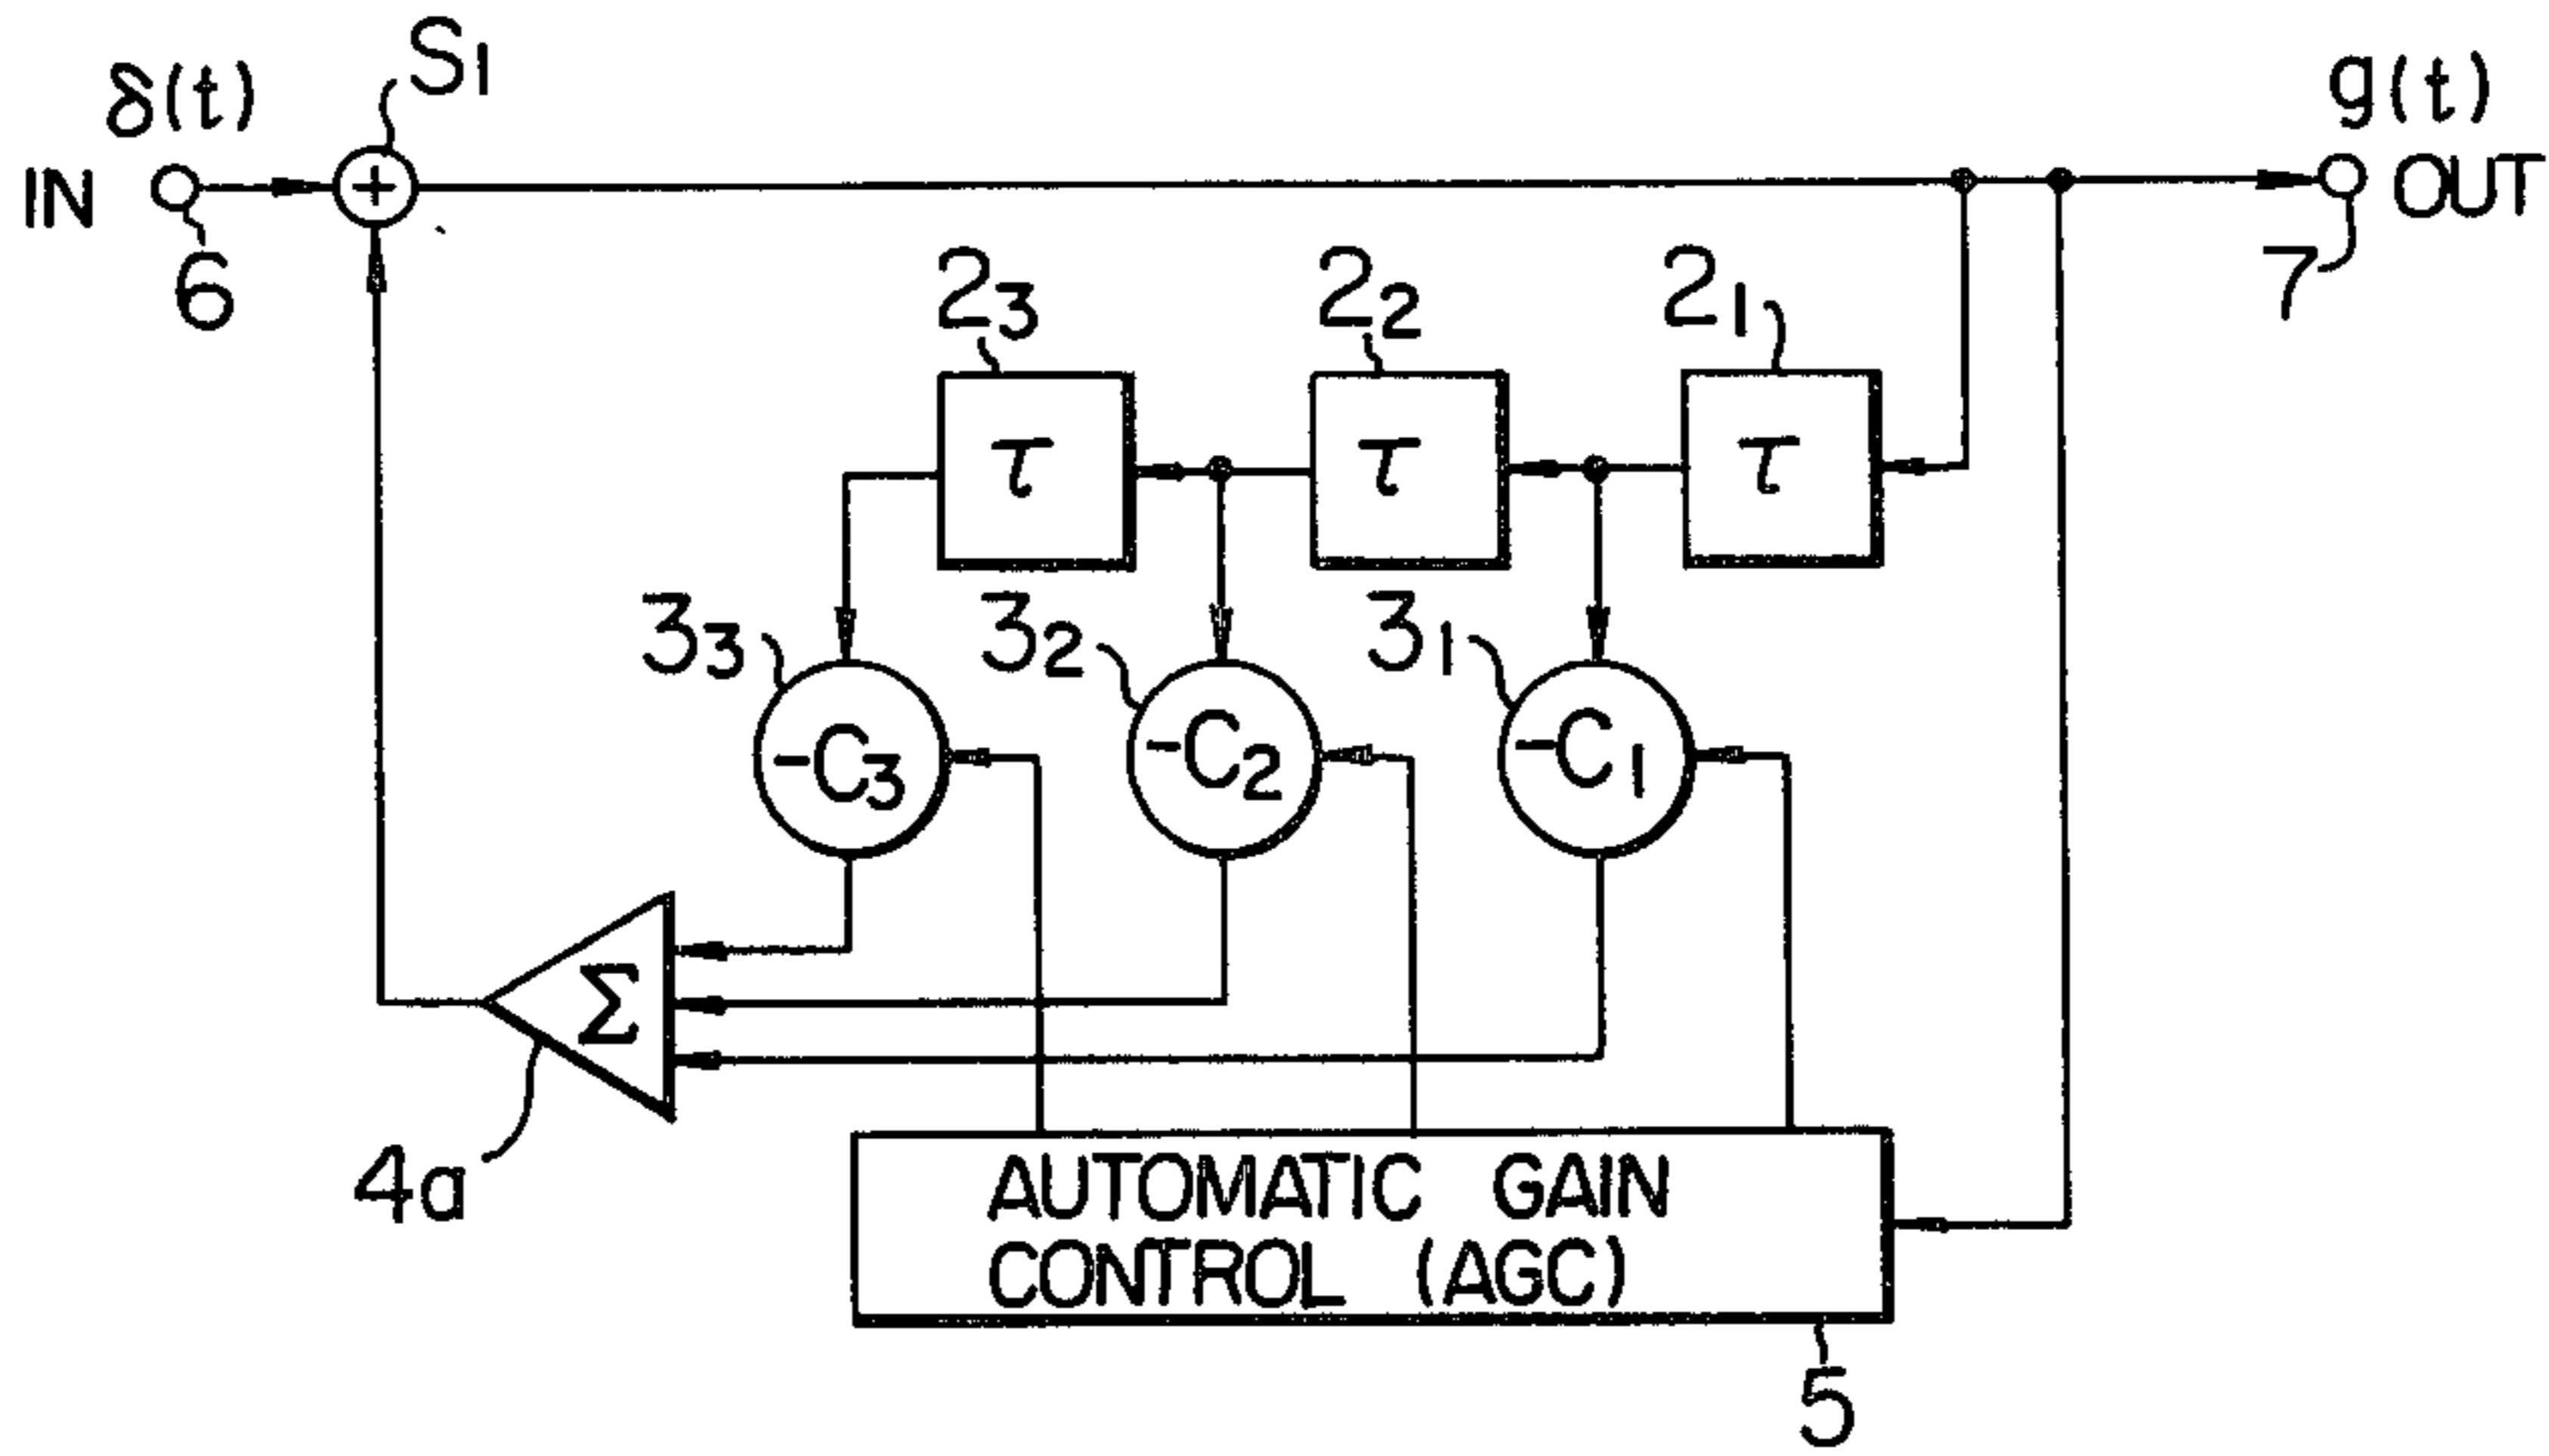 δ(t)
S1
g(t)
IN
+
OUT
6
7
23
22
21
τ
τ
τ
33
32
31
-C3
-C2
-C1
Σ
4a
AUTOMATIC GAIN
CONTROL (AGC)
5